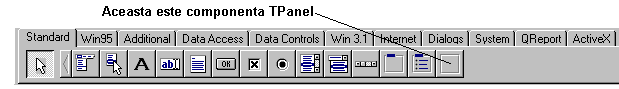 Aceasta este componenta TPanel
Standard Win95 Additional Data Access Data Controls Win 3.1 Internet Dialogs System QReport ActiveX
A ab OK